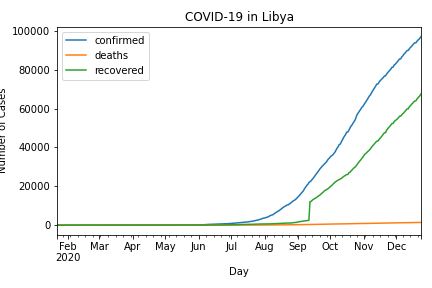 COVID-19 in Libya
100000
80000
60000
40000
20000
0
Number of Cases
confirmed
deaths
recovered
Feb Mar Apr May Jun Jul Aug Sep Oct Nov Dec
2020
Day